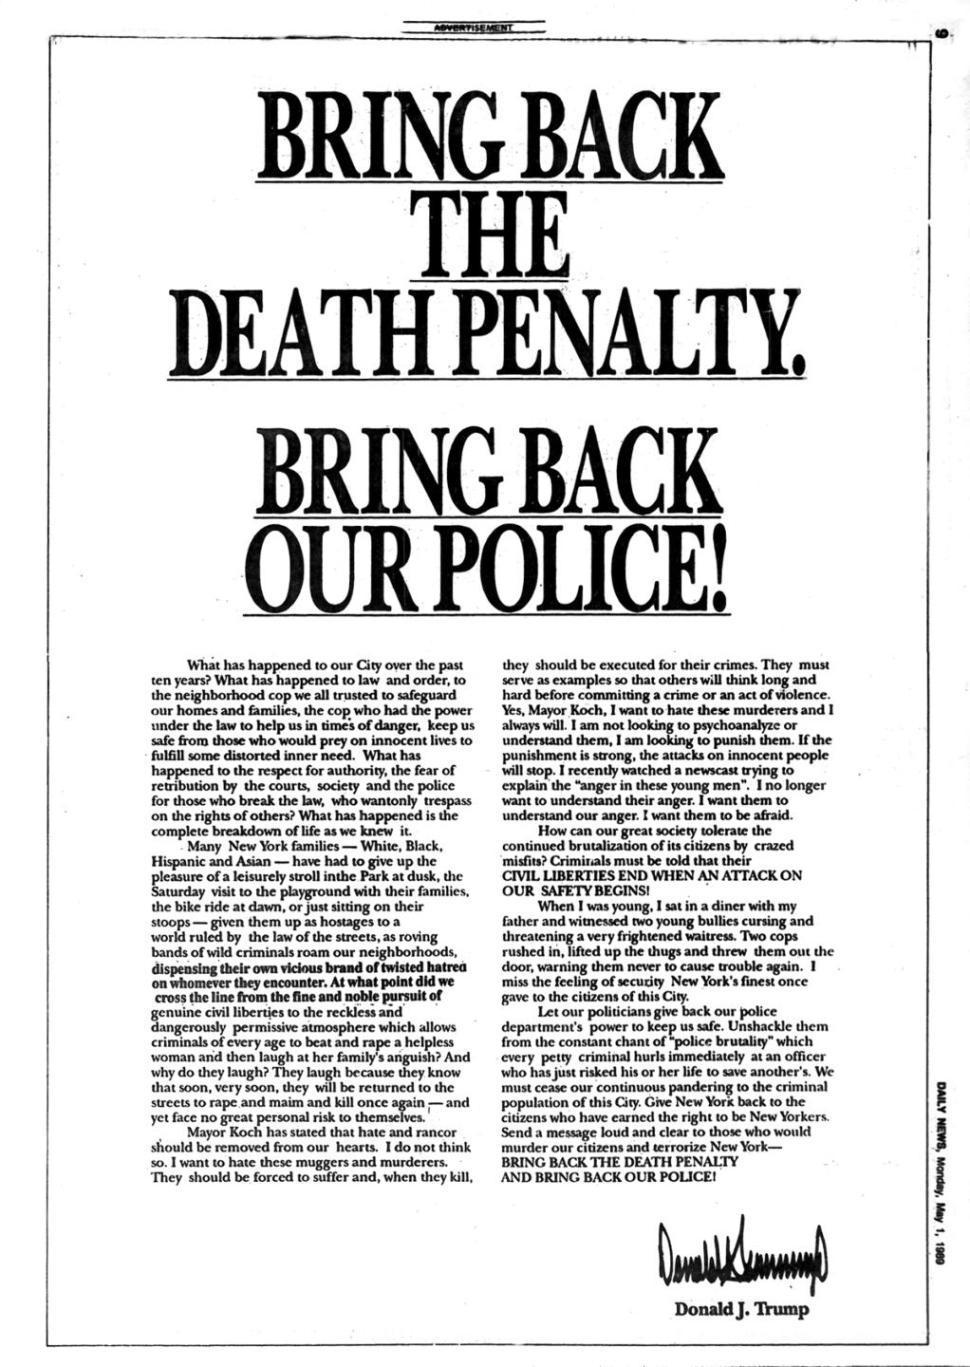 ADVERTISEMENT
9
BRING BACK
THE
DEATH PENALTY.
BRING BACK
OUR POLICE!
What has happened to our City over the past
ten years? What has happened to law and order, to
the neighborhood cop we all trusted to safeguard
our homes and families, the cop who had the power
under the law to help us in times of danger, keep us
safe from those who would prey on innocent lives to
fulfill some distorted inner need. What has
happened to the respect for authority, the fear of
retribution by the courts, society and the police
for those who break the law, who wantonly trespass
on the rights of others? What has happened is the
complete breakdown of life as we knew it.
Many New York families — White, Black,
Hispanic and Asian — have had to give up the
pleasure of a leisurely stroll inthe Park at dusk, the
Saturday visit to the playground with their families,
the bike ride at dawn, or just sitting on their
stoops — given them up as hostages to a
world ruled by the law of the streets, as roving
bands of wild criminals roam our neighborhoods,
dispensing their own vicious brand of twisted hatred
on whomever they encounter. At what point did we
cross the line from the fine and noble pursuit of
genuine civil liberties to the reckless and
dangerously permissive atmosphere which allows
criminals of every age to beat and rape a helpless
woman and then laugh at her family's anguish? And
why do they laugh? They laugh because they know
that soon, very soon, they will be returned to the
streets to rape and maim and kill once again — and
yet face no great personal risk to themselves.
Mayor Koch has stated that hate and rancor
should be removed from our hearts. I do not think
so. I want to hate these muggers and murderers.
They should be forced to suffer and, when they kill,
they should be executed for their crimes. They must
serve as examples so that others will think long and
hard before committing a crime or an act of violence.
Yes, Mayor Koch, I want to hate these murderers and I
always will. I am not looking to psychoanalyze or
understand them, I am looking to punish them. If the
punishment is strong, the attacks on innocent people
will stop. I recently watched a newscast trying to
explain the "anger in these young men". I no longer
want to understand their anger. I want them to
understand our anger. I want them to be afraid.
How can our great society tolerate the
continued brutalization of its citizens by crazed
misfits? Criminals must be told that their
CIVIL LIBERTIES END WHEN AN ATTACK ON
OUR SAFETY BEGINS!
When I was young, I sat in a diner with my
father and witnessed two young bullies cursing and
threatening a very frightened waitress. Two cops
rushed in, lifted up the thugs and threw them out the
door, warning them never to cause trouble again. I
miss the feeling of security New York's finest once
gave to the citizens of this City.
Let our politicians give back our police
department's power to keep us safe. Unshackle them
from the constant chant of "police brutality" which
every petty criminal hurls immediately at an officer
who has just risked his or her life to save another's. We
must cease our continuous pandering to the criminal
population of this City. Give New York back to the
citizens who have earned the right to be New Yorkers.
Send a message loud and clear to those who would
murder our citizens and terrorize New York—
BRING BACK THE DEATH PENALTY
AND BRING BACK OUR POLICE!
Donald J. Trump
Donald J. Trump
DAILY NEWS, Monday, May 1, 1989